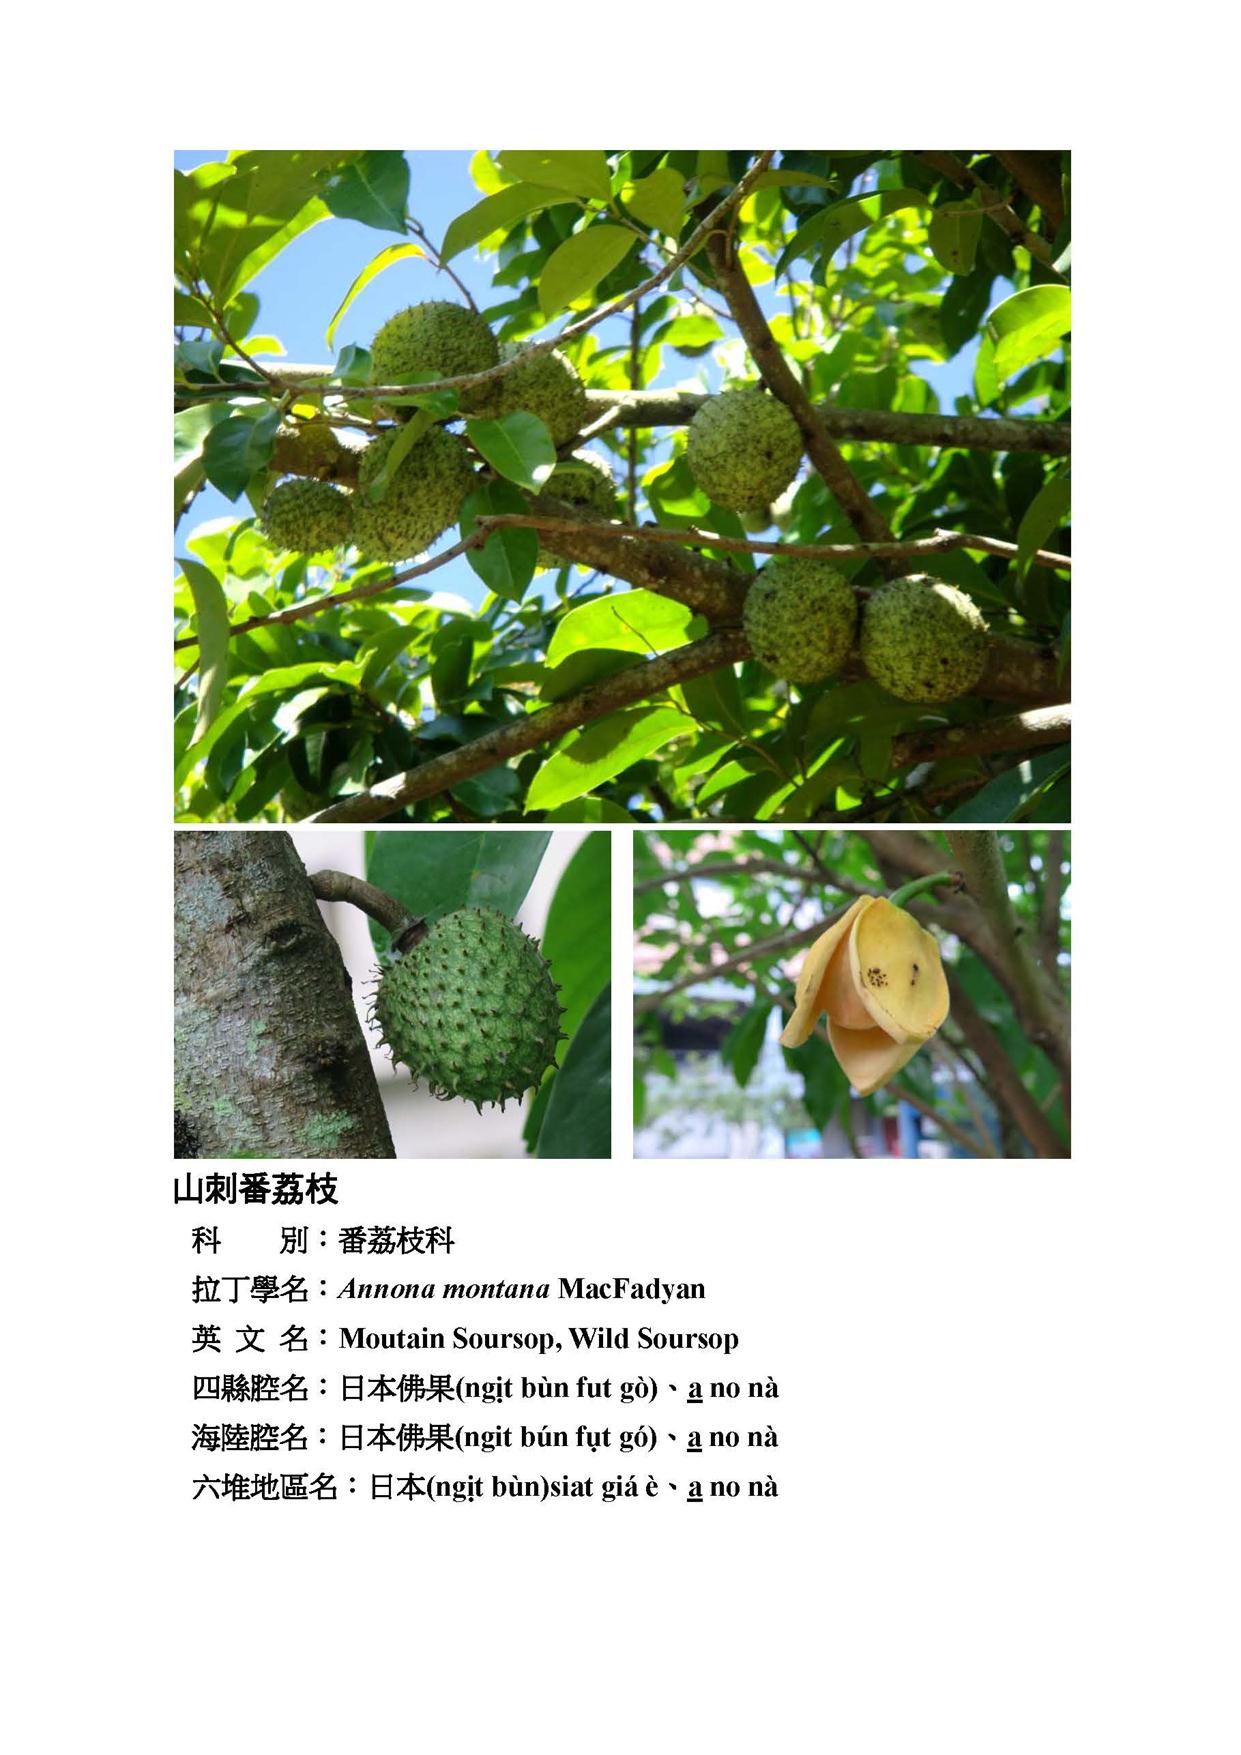 山刺番荔枝
科　　別：番荔枝科
拉丁學名：Annona montana MacFadyan
英 文 名：Moutain Soursop, Wild Soursop
四縣腔名：日本佛果(ngi̩t bùn fut gò)、a no nà
海陸腔名：日本佛果(ngit bún fu̩t gó)、a no nà
六堆地區名：日本(ngi̩t bùn)siat giá è、a no nà